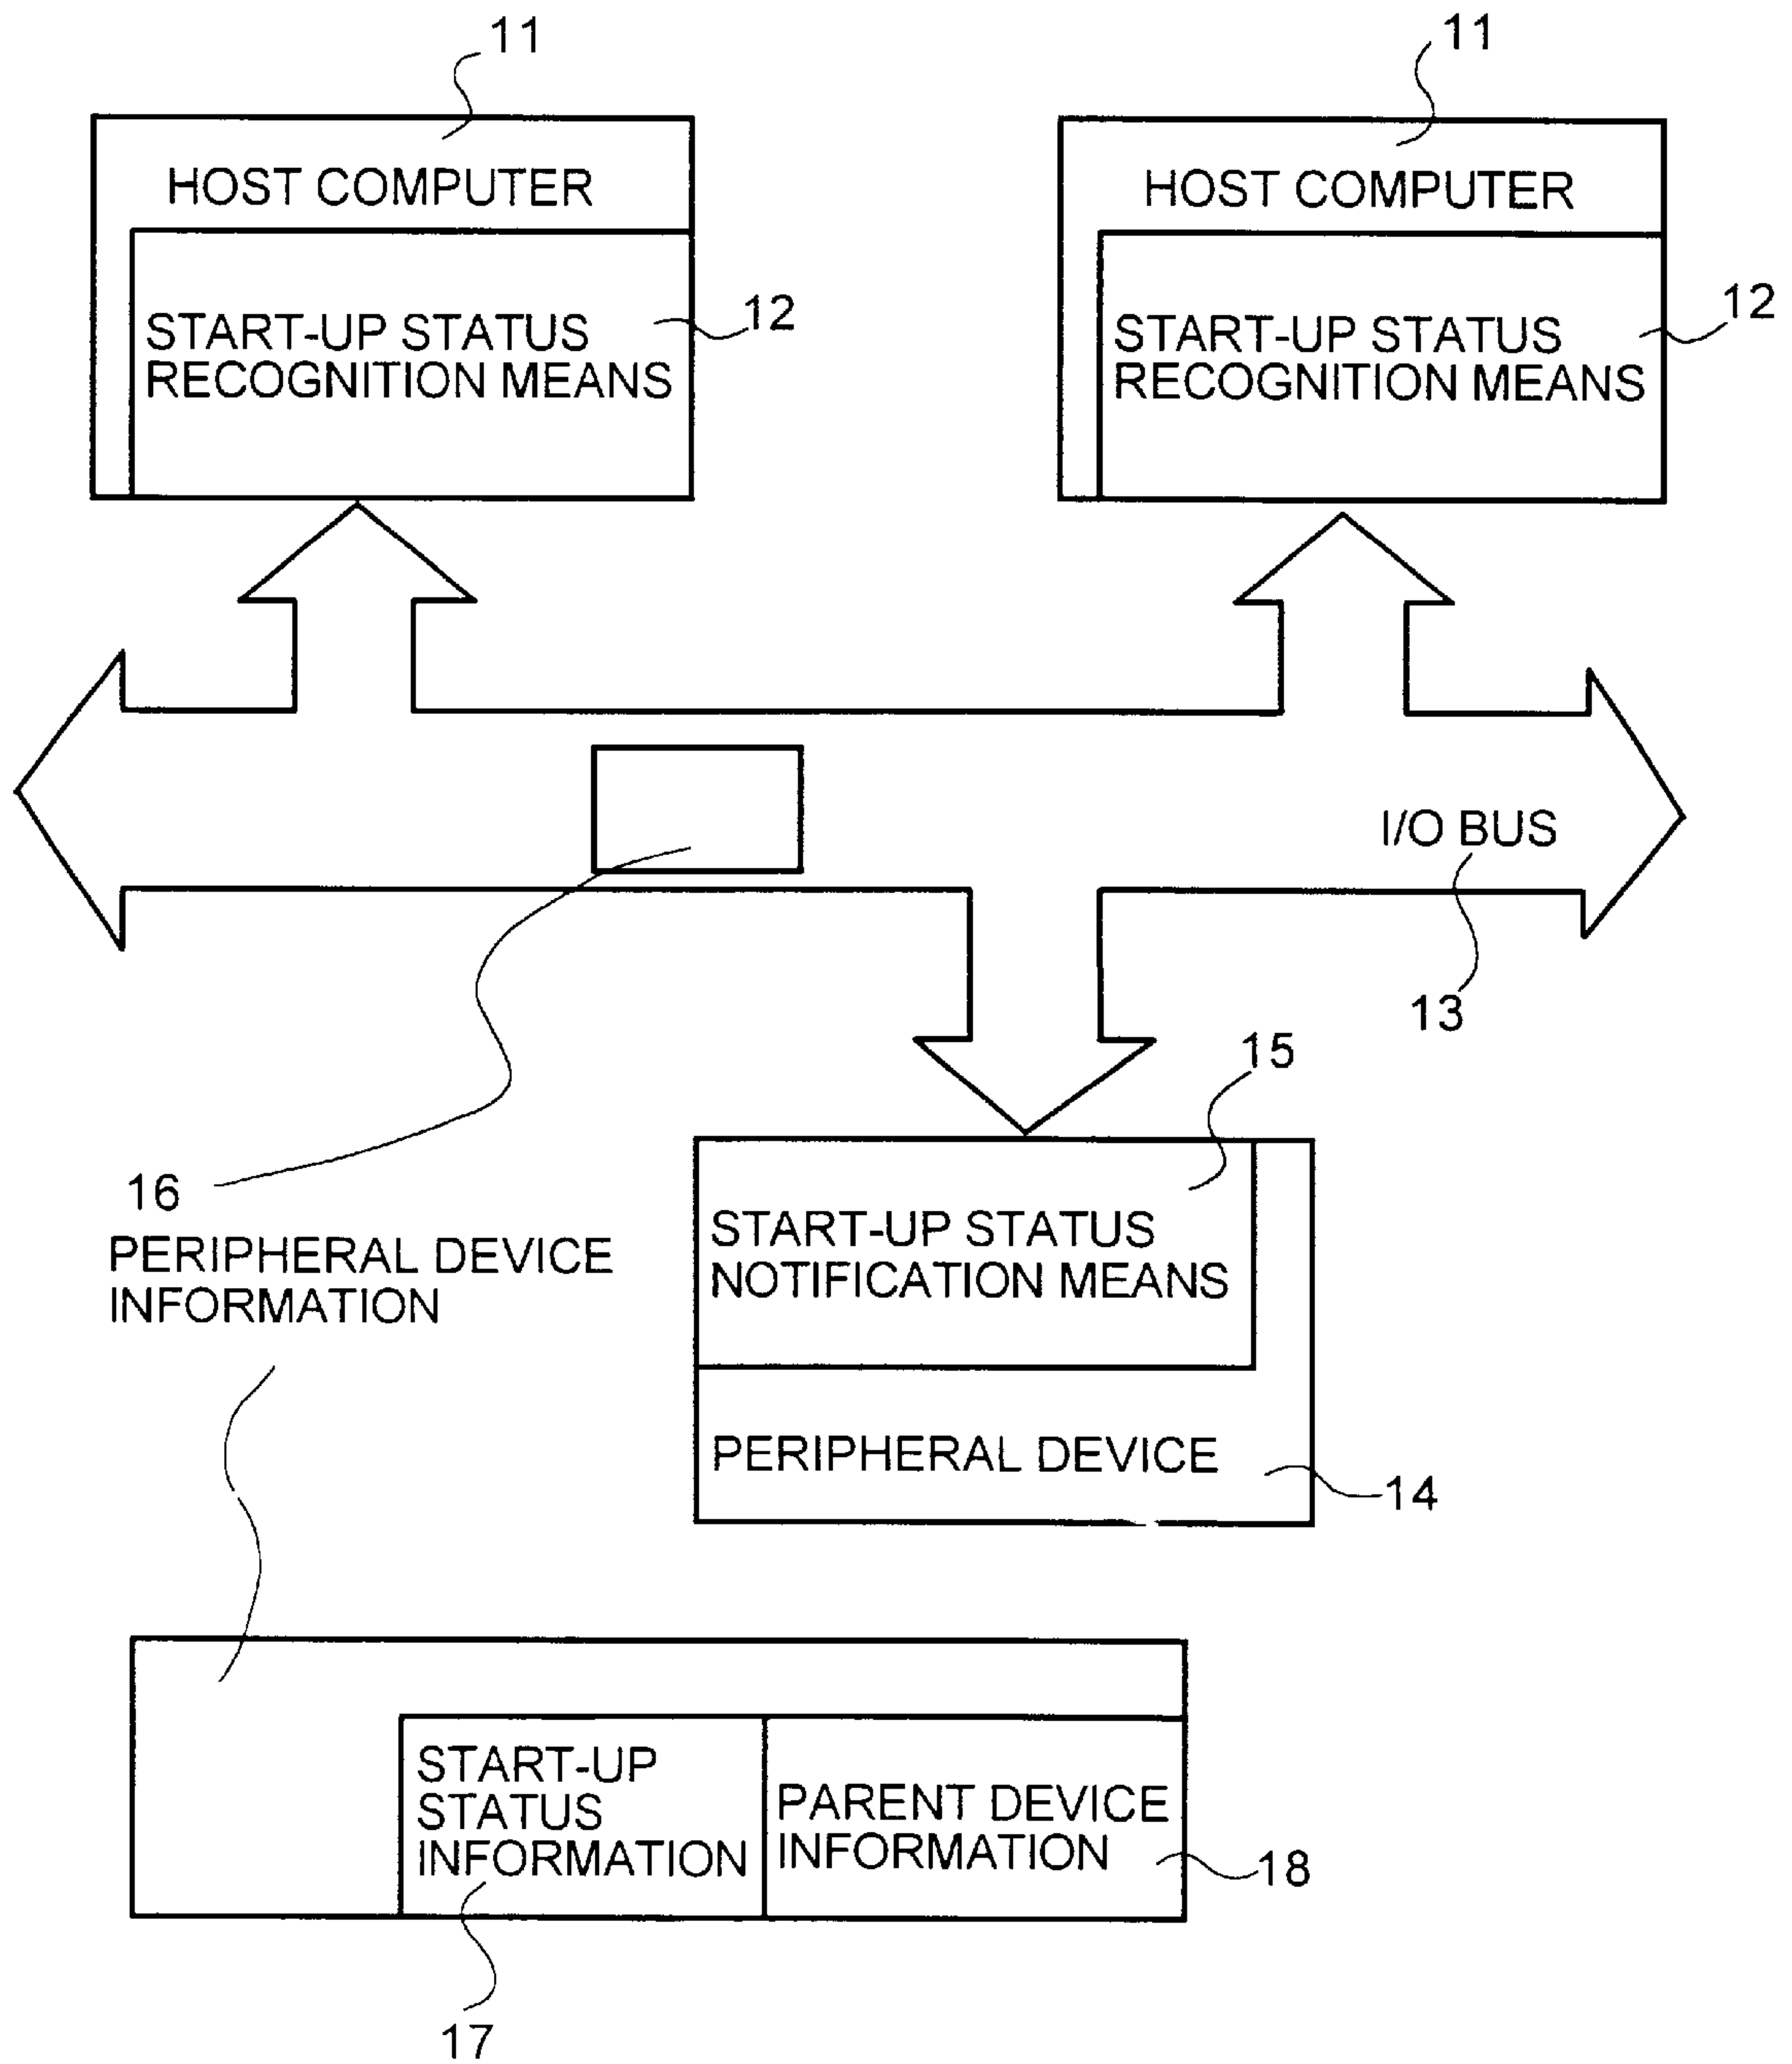 11
11
HOST COMPUTER
HOST COMPUTER
START-UP STATUS
RECOGNITION MEANS
12
START-UP STATUS
RECOGNITION MEANS
12
I/O BUS
13
15
16
PERIPHERAL DEVICE
INFORMATION
START-UP STATUS
NOTIFICATION MEANS
PERIPHERAL DEVICE
14
START-UP
STATUS
INFORMATION
PARENT DEVICE
INFORMATION
18
17